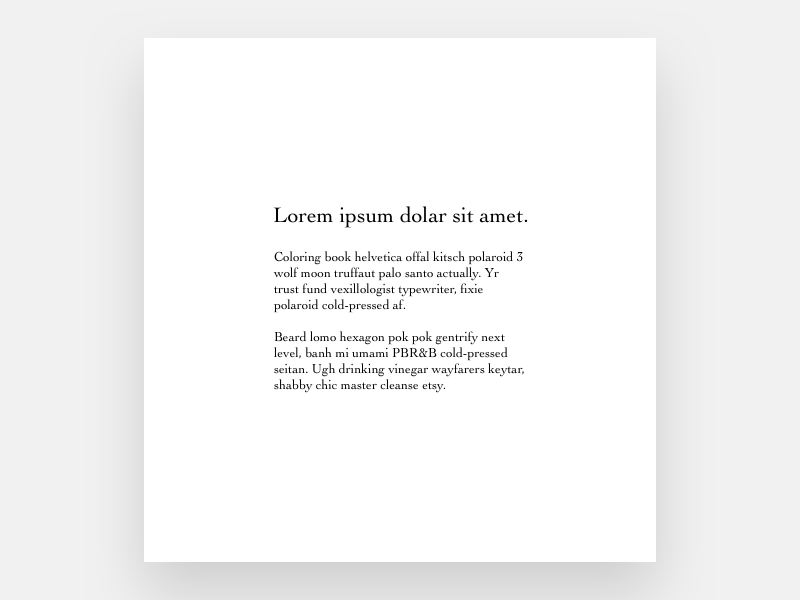 Lorem ipsum dolar sit amet.
Coloring book helvetica offal kitsch polaroid 3
wolf moon truffaut palo santo actually. Yr
trust fund vexillologist typewriter, fixie
polaroid cold-pressed af.
Beard lomo hexagon pok pok gentrify next
level, banh mi umami PBR&B cold-pressed
seitan. Ugh drinking vinegar wayfarers keytar,
shabby chic master cleanse etsy.